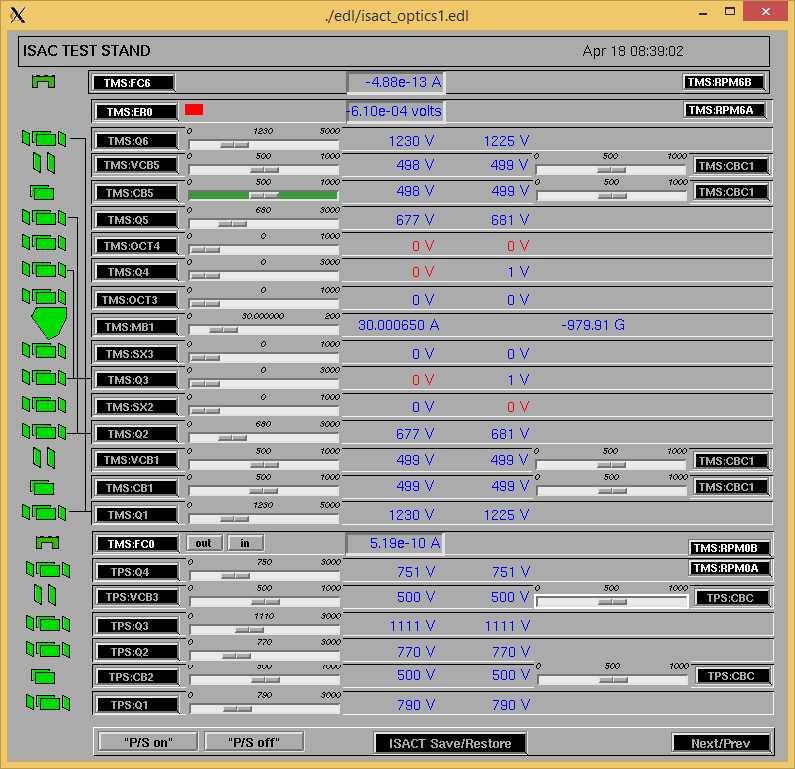 ./edl/isact_optics1.edl
ISAC TEST STAND Apr 18 08:39:02
TMS:FC6 -4.88e-13 A TMS:RPM6B
TMS:ER0 -6.10e-04 volts TMS:RPM6A
TMS:Q6 0 1230 5000 1230 V 1225 V
TMS:VCB5 0 500 1000 498 V 499 V 0 500 1000 TMS:CBC1
TMS:CB5 0 500 1000 498 V 499 V 0 500 1000 TMS:CBC1
TMS:Q5 0 680 3000 677 V 681 V
TMS:OCT4 0 0 1000 0 V 0 V
TMS:Q4 0 0 3000 0 V 1 V
TMS:OCT3 0 0 1000 0 V 0 V
TMS:MB1 0 30.000000 200 30.000650 A -979.91 G
TMS:SX3 0 0 1000 0 V 0 V
TMS:Q3 0 0 3000 0 V 1 V
TMS:SX2 0 0 1000 0 V 0 V
TMS:Q2 0 680 3000 677 V 681 V
TMS:VCB1 0 500 1000 499 V 499 V 0 500 1000 TMS:CBC1
TMS:CB1 0 500 1000 499 V 499 V 0 500 1000 TMS:CBC1
TMS:Q1 0 1230 5000 1230 V 1225 V
TMS:FC0 out in 5.19e-10 A TMS:RPM0B
TPS:Q4 0 750 3000 751 V 751 V TMS:RPM0A
TPS:VCB3 0 500 1000 500 V 500 V 0 500 1000 TPS:CBC
TPS:Q3 0 1110 3000 1111 V 1111 V
TPS:Q2 0 770 3000 770 V 770 V
TPS:CB2 0 500 1000 500 V 500 V 0 500 1000 TPS:CBC
TPS:Q1 0 790 3000 790 V 790 V
"P/S on" "P/S off" ISACT Save/Restore Next/Prev